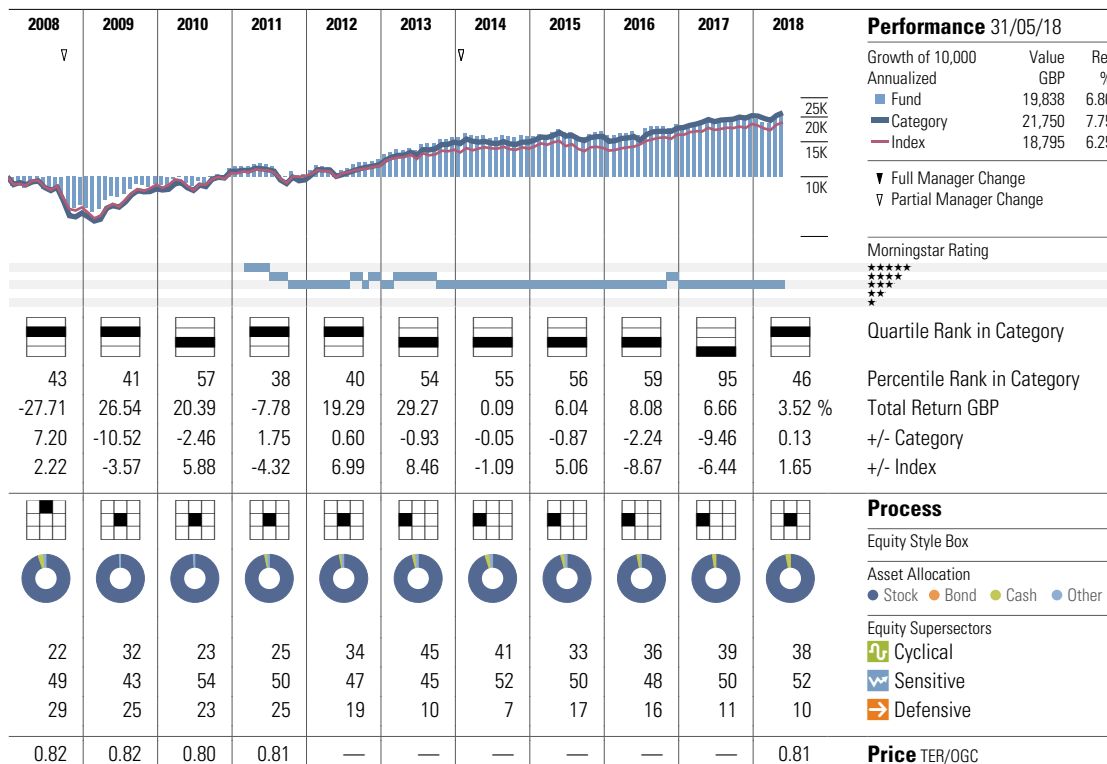 2008 2009 2010 2011 2012 2013 2014 2015 2016 2017 2018
Performance 31/05/18
Growth of 10,000 Value
Annualized GBP
Fund 19,838
Category 21,750
Index 18,795
25K
20K
15K
10K
Full Manager Change
Partial Manager Change
Morningstar Rating
★★★★★
★★★★
★★★
★★
★
Quartile Rank in Category
43 41 57 38 40 54 55 56 59 95 46 Percentile Rank in Category
-27.71 26.54 20.39 -7.78 19.29 29.27 0.09 6.04 8.08 6.66 3.52 % Total Return GBP
7.20 -10.52 -2.46 1.75 0.60 -0.93 -0.05 -0.87 -2.24 -9.46 0.13 +/- Category
2.22 -3.57 5.88 -4.32 6.99 8.46 -1.09 5.06 -8.67 -6.44 1.65 +/- Index
Process
Equity Style Box
Asset Allocation
Stock Bond Cash Other
Equity Supersectors
22 32 23 25 34 45 41 33 36 39 38 Cyclical
49 43 54 50 47 45 52 50 48 50 52 Sensitive
29 25 23 25 19 10 7 17 16 11 10 Defensive
0.82 0.82 0.80 0.81 — — — — — — 0.81 Price TER/OGC